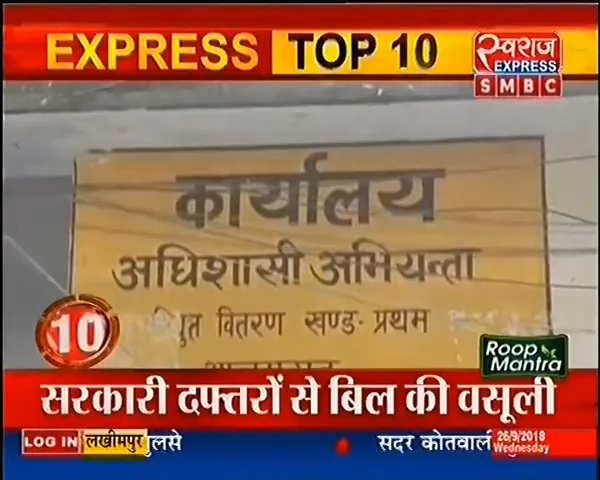 EXPRESS TOP 10
स्वराज
EXPRESS
SMBC
कार्यालय
अधिशासी अभियन्ता
वितरण खण्ड- प्रथम
10
Roop
Mantra
सरकारी दफ्तरों से बिल की वसूली
LOG IN लखीमपुर सदर कोतवाली
26/9/2018
Wednesday